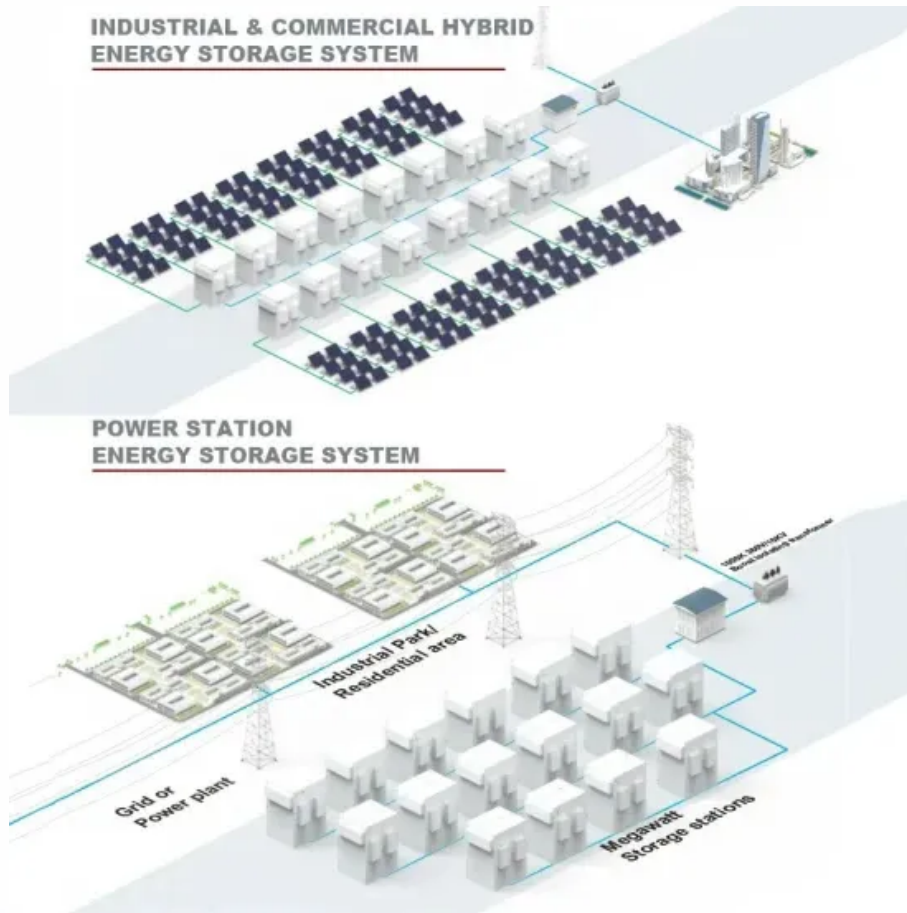 INDUSTRIAL & COMMERCIAL HYBRID
ENERGY STORAGE SYSTEM
POWER STATION
ENERGY STORAGE SYSTEM
Industrial Park/
Residential area
Grid or
Power plant
Megawatt
Storage stations